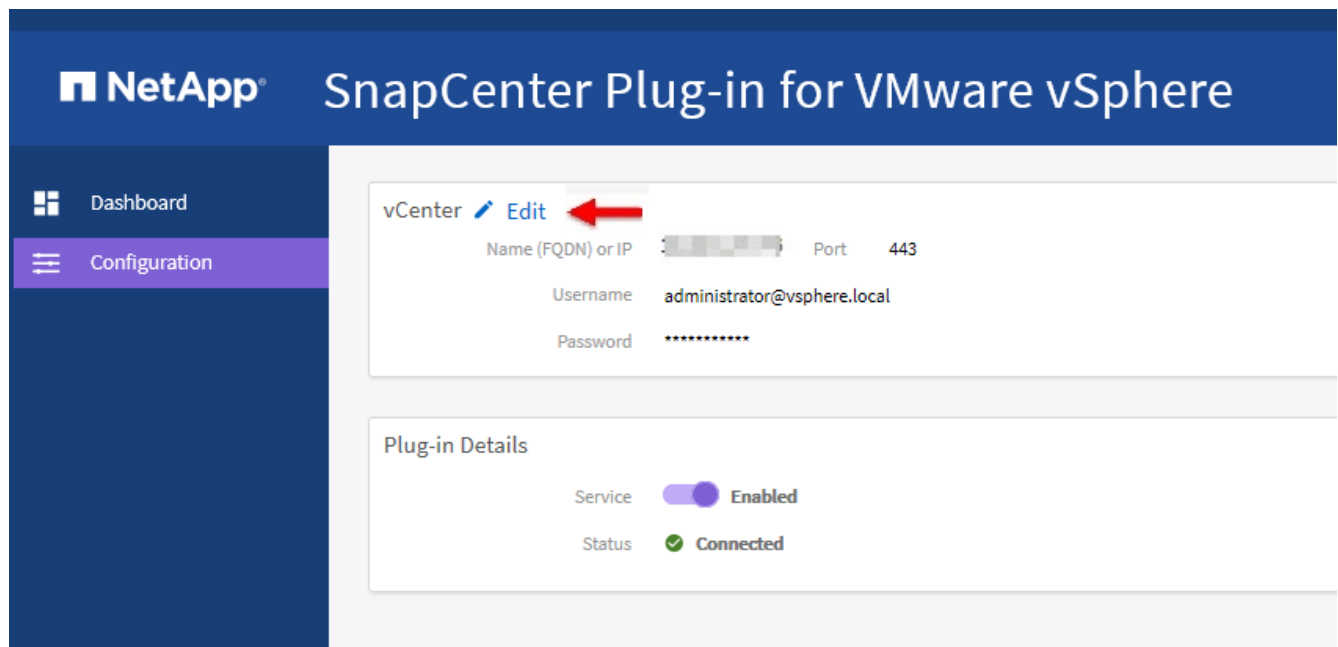 NetApp® SnapCenter Plug-in for VMware vSphere
Dashboard
Configuration
vCenter Edit
Name (FQDN) or IP Port 443
Username administrator@vsphere.local
Password ***********
Plug-in Details
Service Enabled
Status Connected